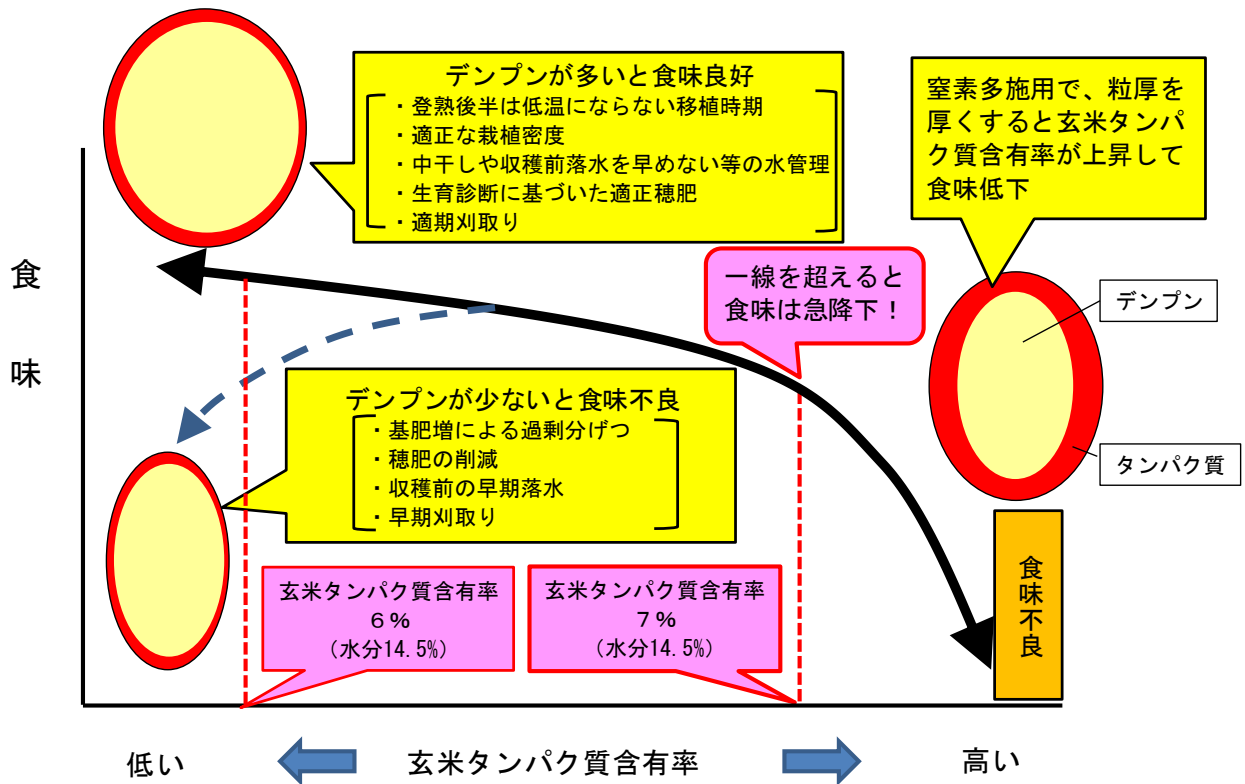 デンプンが多いと食味良好
・登熟後半は低温にならない移植時期
・適正な栽植密度
・中干しや収穫前落水を早めない等の水管理
・生育診断に基づいた適正穂肥
・適期刈取り
窒素多施用で、粒厚を
厚くすると玄米タンパ
ク質含有率が上昇して
食味低下
食味
一線を超えると
食味は急降下！
デンプン
タンパク質
デンプンが少ないと食味不良
・基肥増による過剰分げつ
・穂肥の削減
・収穫前の早期落水
・早期刈取り
玄米タンパク質含有率
６％
（水分14.5%）
玄米タンパク質含有率
７％
（水分14.5%）
食味不良
低い
玄米タンパク質含有率
高い